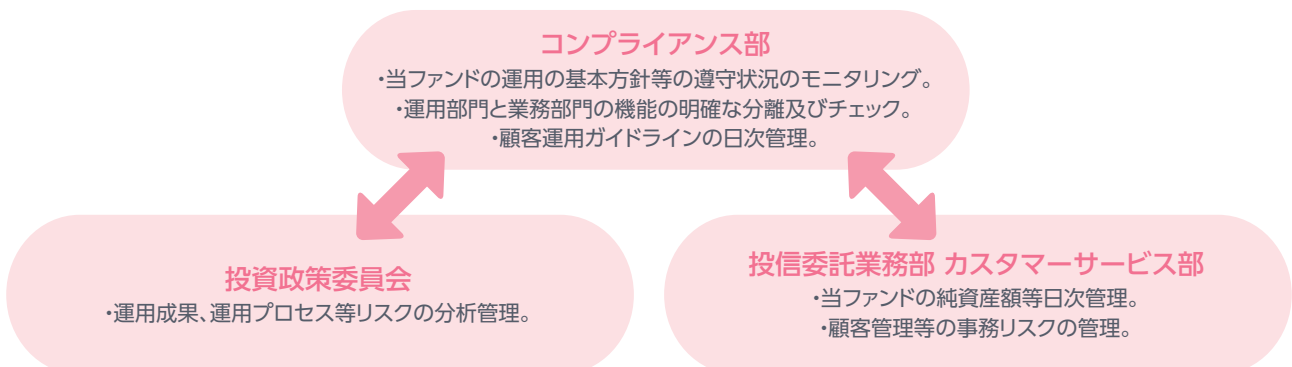 コンプライアンス部
・当ファンドの運用の基本方針等の遵守状況のモニタリング。
・運用部門と業務部門の機能の明確な分離及びチェック。
・顧客運用ガイドラインの日次管理。
投資政策委員会
・運用成果、運用プロセス等リスクの分析管理。
投信委託業務部 カスタマーサービス部
・当ファンドの純資産額等日次管理。
・顧客管理等の事務リスクの管理。